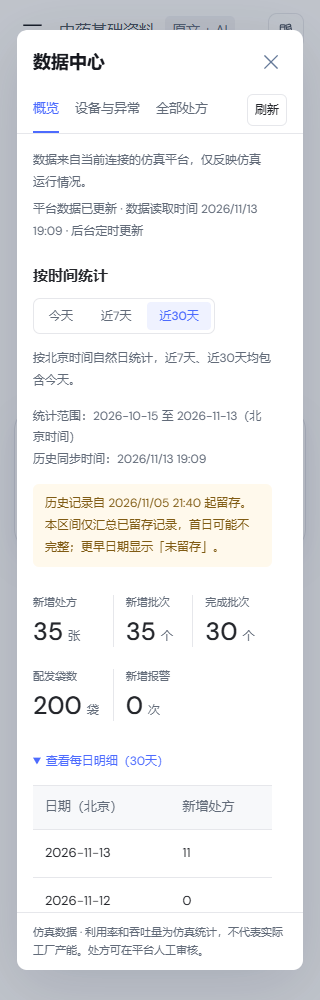 数据中心
概览 设备与异常 全部处方 刷新
数据来自当前连接的仿真平台，仅反映仿真
运行情况。
平台数据已更新 · 数据读取时间 2026/11/13
19:09 · 后台定时更新
按时间统计
今天 近7天 近30天
按北京时间自然日统计，近7天、近30天均包
含今天。
统计范围：2026-10-15 至 2026-11-13（北
京时间）
历史同步时间：2026/11/13 19:09
历史记录自 2026/11/05 21:40 起留存。
本区间仅汇总已留存记录，首日可能不
完整；更早日期显示「未留存」。
新增处方 新增批次 完成批次
35 张 35 个 30 个
配发袋数 新增报警
200 袋 0 次
▼ 查看每日明细（30天）
日期（北京） 新增处方
2026-11-13 11
2026-11-12 0
仿真数据 · 利用率和吞吐量为仿真统计，不代表实际
工厂产能。处方可在平台人工审核。